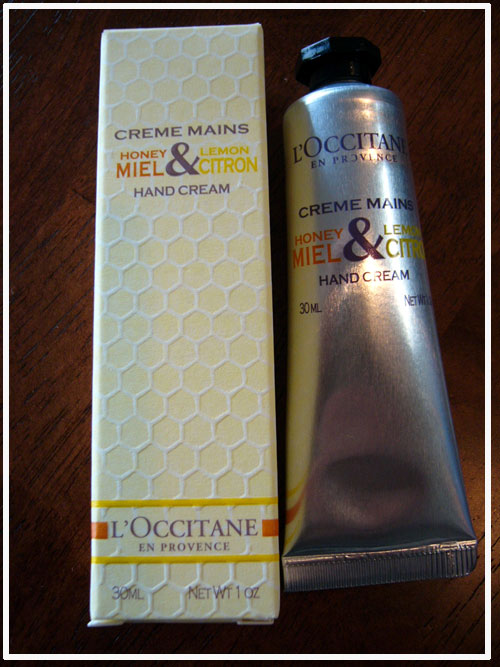 CREME MAINS
HONEY & LEMON
MIEL CITRON
HAND CREAM
L'OCCITANE
EN PROVENCE
30ML NET WT 1 OZ
L'OCCITANE
EN PROVENCE
CREME MAINS
HONEY & LEMON
MIEL CITRON
HAND CREAM
30ML NET